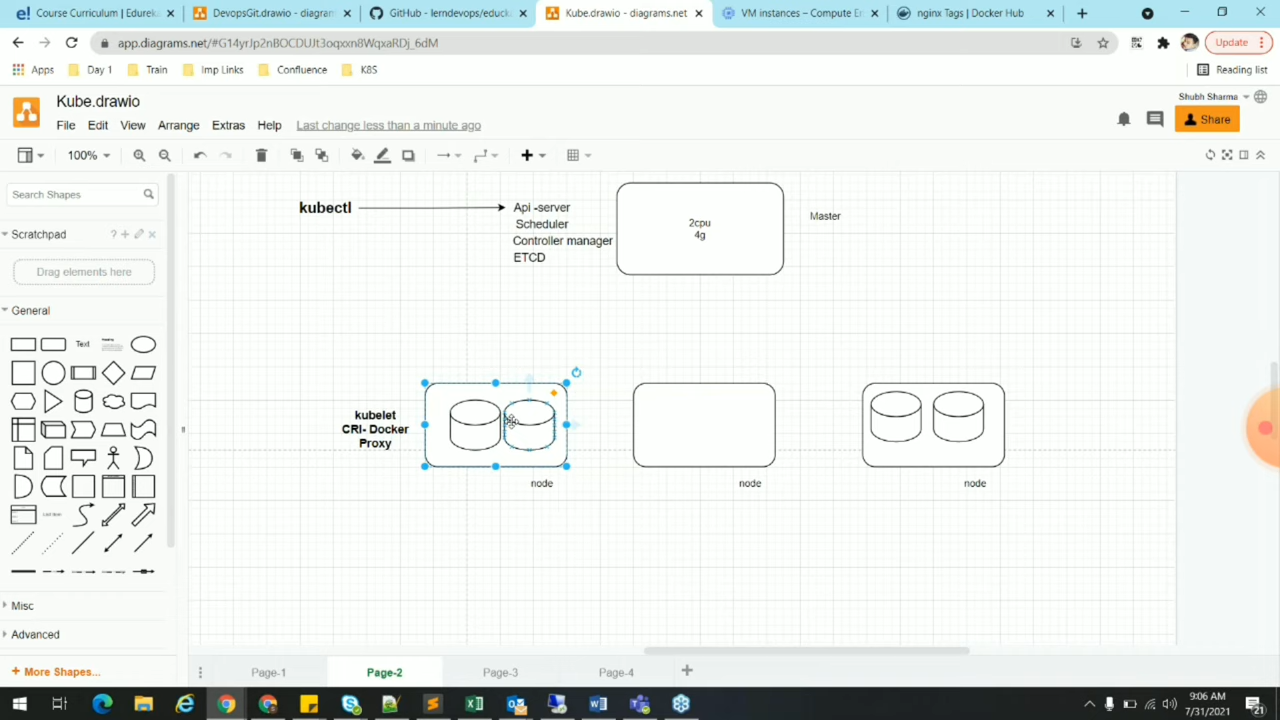 Course Curriculum | Edureka
DevopsGit.drawio - diagram
GitHub - lerndevops/educka
Kube.drawio - diagrams.net
VM instances – Compute En
nginx Tags | Docker Hub
app.diagrams.net/#G14yrJp2nBOCDUJt3oqxxn8WqxaRDj_6dM
Update
Apps
Day 1
Train
Imp Links
Confluence
K8S
Reading list
Kube.drawio
Shubh Sharma
File
Edit
View
Arrange
Extras
Help
Last change less than a minute ago
Share
100%
Search Shapes
Scratchpad
Drag elements here
General
Text
Misc
Advanced
+ More Shapes...
kubectl
Api -server
Scheduler
Controller manager
ETCD
2cpu
4g
Master
kubelet
CRI- Docker
Proxy
node
node
node
Page-1
Page-2
Page-3
Page-4
9:06 AM
7/31/2021
21